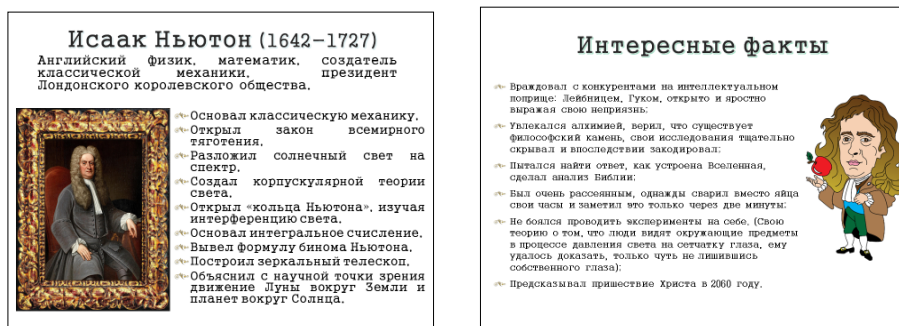 Исаак Ньютон (1642–1727)
Английский физик, математик, создатель
классической механики, президент
Лондонского королевского общества.
Основал классическую механику.
Открыл закон всемирного
тяготения.
Разложил солнечный свет на
спектр.
Создал корпускулярной теории
света.
Открыл «кольца Ньютона», изучая
интерференцию света.
Основал интегральное счисление.
Вывел формулу бинома Ньютона.
Построил зеркальный телескоп.
Объяснил с научной точки зрения
движение Луны вокруг Земли и
планет вокруг Солнца.
Интересные факты
Враждовал с конкурентами на интеллектуальном
поприще: Лейбницем, Гуком, открыто и яростно
выражая свою неприязнь;
Увлекался алхимией, верил, что существует
философский камень, свои исследования тщательно
скрывал и впоследствии закодировал;
Пытался найти ответ, как устроена Вселенная,
сделал анализ Библии;
Был очень рассеянным, однажды сварил вместо яйца
свои часы и заметил это только через две минуты;
Не боялся проводить эксперименты на себе. (Свою
теорию о том, что люди видят окружающие предметы
в процессе давления света на сетчатку глаза, ему
удалось доказать, только чуть не лишившись
собственного глаза);
Предсказывал пришествие Христа в 2060 году.